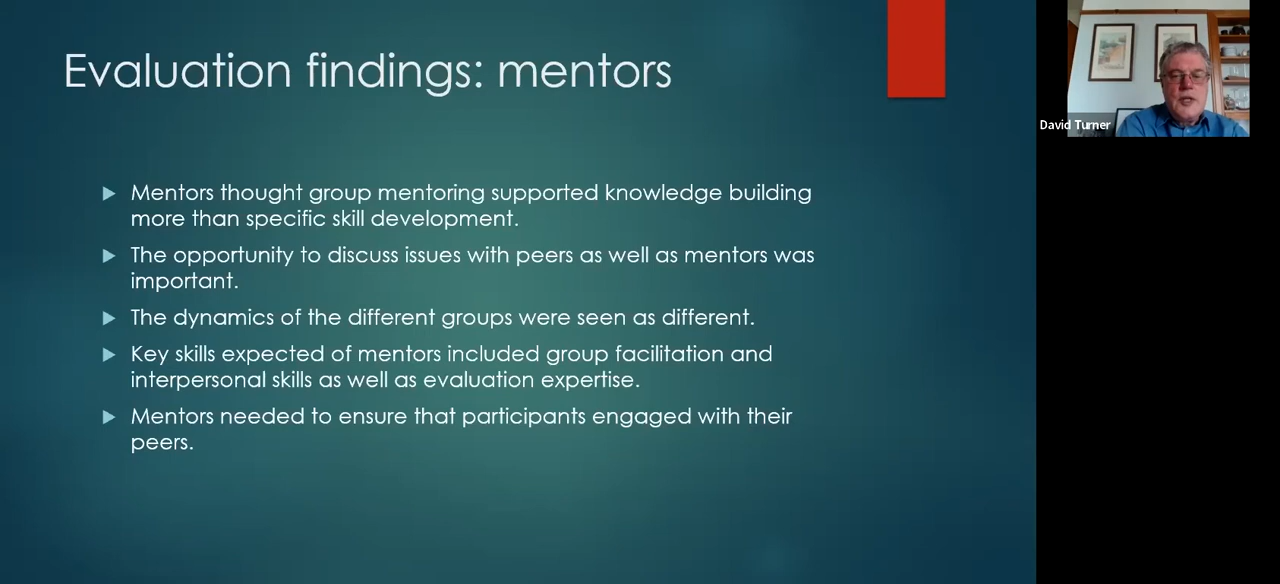 Evaluation findings: mentors
Mentors thought group mentoring supported knowledge building
more than specific skill development.
The opportunity to discuss issues with peers as well as mentors was
important.
The dynamics of the different groups were seen as different.
Key skills expected of mentors included group facilitation and
interpersonal skills as well as evaluation expertise.
Mentors needed to ensure that participants engaged with their
peers.
David Turner